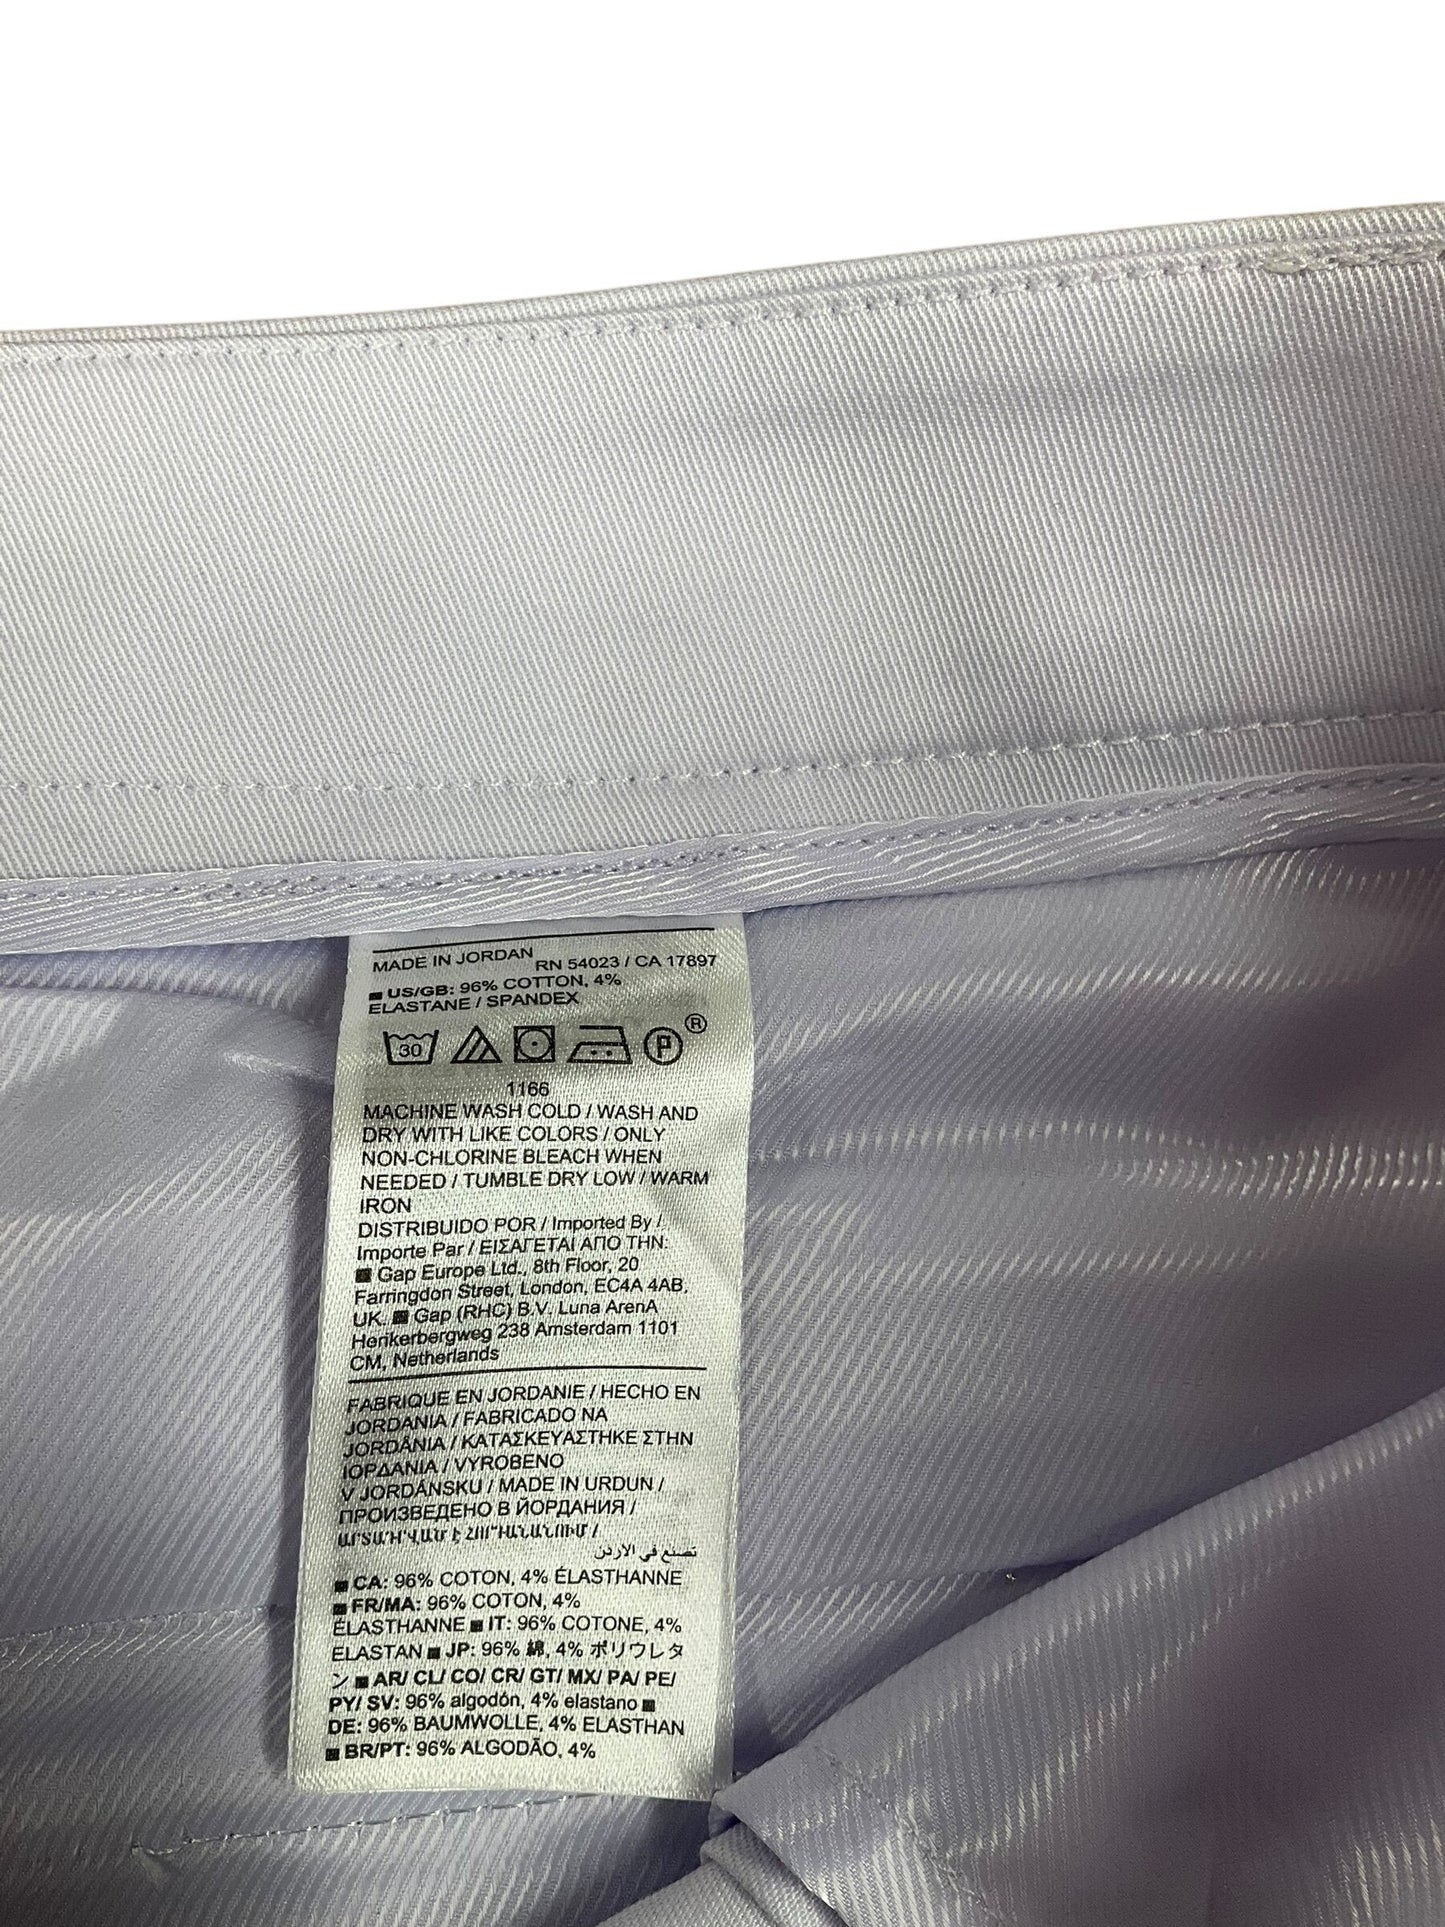 MADE IN JORDAN
RN 54023 / CA 17897
US/GB: 96% COTTON, 4%
ELASTANE / SPANDEX
30 P ®
1166
MACHINE WASH COLD / WASH AND
DRY WITH LIKE COLORS / ONLY
NON-CHLORINE BLEACH WHEN
NEEDED / TUMBLE DRY LOW / WARM
IRON
DISTRIBUIDO POR / Imported By /
Importe Par / ΕΙΣΑΓΕΤΑΙ ΑΠΟ ΤΗΝ:
Gap Europe Ltd., 8th Floor, 20
Farringdon Street, London, EC4A 4AB,
UK. Gap (RHC) B.V. Luna ArenA
Herikerbergweg 238 Amsterdam 1101
CM, Netherlands
FABRIQUE EN JORDANIE / HECHO EN
JORDANIA / FABRICADO NA
JORDÂNIA / ΚΑΤΑΣΚΕΥΑΣΤΗΚΕ ΣΤΗΝ
ΙΟΡΔΑΝΙΑ / VYROBENO
V JORDÁNSKU / MADE IN URDUN /
ПРОИЗВЕДЕНО В ЙОРДАНИЯ /
ԱՐՏԱԴՐՎԱԾ Է ՀՈՐԴԱՆԱՆՈՒՄ /
تصنع في الاردن
CA: 96% COTON, 4% ÉLASTHANNE
FR/MA: 96% COTON, 4%
ÉLASTHANNE IT: 96% COTONE, 4%
ELASTAN JP: 96% 綿, 4% ポリウレタ
ン AR/ CL/ CO/ CR/ GT/ MX/ PA/ PE/
PY/ SV: 96% algodón, 4% elastano
DE: 96% BAUMWOLLE, 4% ELASTHAN
BR/PT: 96% ALGODÃO, 4%